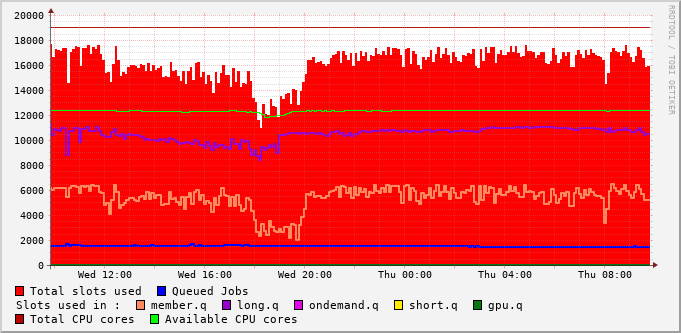 20000
18000
16000
14000
12000
10000
8000
6000
4000
2000
0
Wed 12:00 Wed 16:00 Wed 20:00 Thu 00:00 Thu 04:00 Thu 08:00
RRDTOOL / TOBI OETIKER
Total slots used Queued Jobs
Slots used in : member.q long.q ondemand.q short.q gpu.q
Total CPU cores Available CPU cores